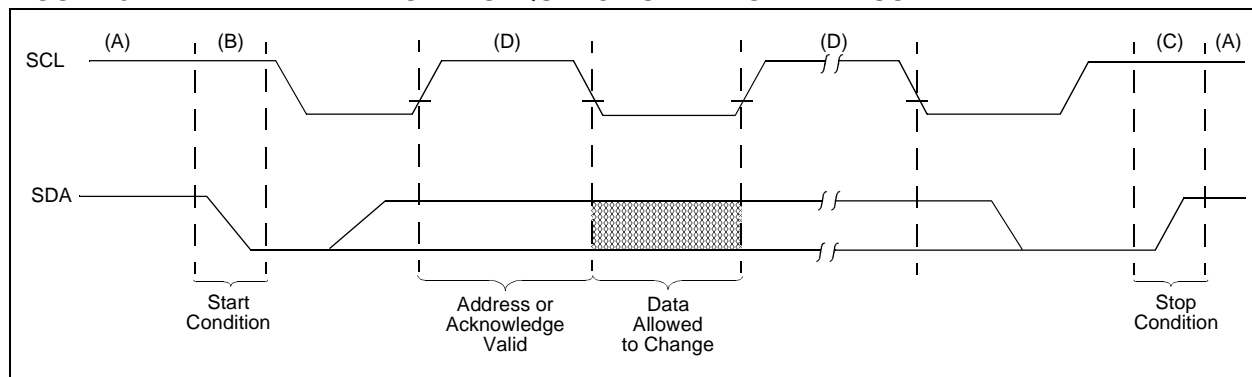 (A) (B) (D) (D) (C) (A)
SCL
SDA
Start
Condition
Address or
Acknowledge
Valid
Data
Allowed
to Change
Stop
Condition